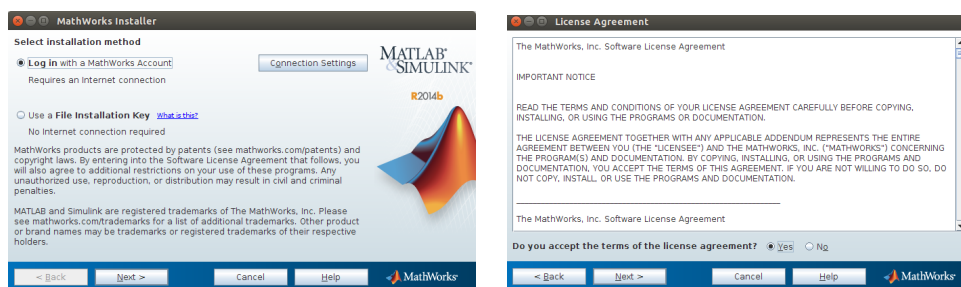 MathWorks Installer
Select installation method
Log in with a MathWorks Account
Connection Settings
Requires an Internet connection
Use a File Installation Key What is this?
No Internet connection required
MathWorks products are protected by patents (see mathworks.com/patents) and
copyright laws. By entering into the Software License Agreement that follows, you
will also agree to additional restrictions on your use of these programs. Any
unauthorized use, reproduction, or distribution may result in civil and criminal
penalties.
MATLAB and Simulink are registered trademarks of The MathWorks, Inc. Please
see mathworks.com/trademarks for a list of additional trademarks. Other product
or brand names may be trademarks or registered trademarks of their respective
holders.
MATLAB®
&SIMULINK®
R2014b
< Back
Next >
Cancel
Help
MathWorks®
License Agreement
The MathWorks, Inc. Software License Agreement
IMPORTANT NOTICE
READ THE TERMS AND CONDITIONS OF YOUR LICENSE AGREEMENT CAREFULLY BEFORE COPYING,
INSTALLING, OR USING THE PROGRAMS OR DOCUMENTATION.
THE LICENSE AGREEMENT TOGETHER WITH ANY APPLICABLE ADDENDUM REPRESENTS THE ENTIRE
AGREEMENT BETWEEN YOU (THE "LICENSEE") AND THE MATHWORKS, INC. ("MATHWORKS") CONCERNING
THE PROGRAM(S) AND DOCUMENTATION. BY COPYING, INSTALLING, OR USING THE PROGRAMS AND
DOCUMENTATION, YOU ACCEPT THE TERMS OF THIS AGREEMENT. IF YOU ARE NOT WILLING TO DO SO, DO
NOT COPY, INSTALL, OR USE THE PROGRAMS AND DOCUMENTATION.
The MathWorks, Inc. Software License Agreement
Do you accept the terms of the license agreement? Yes No
< Back
Next >
Cancel
Help
MathWorks®